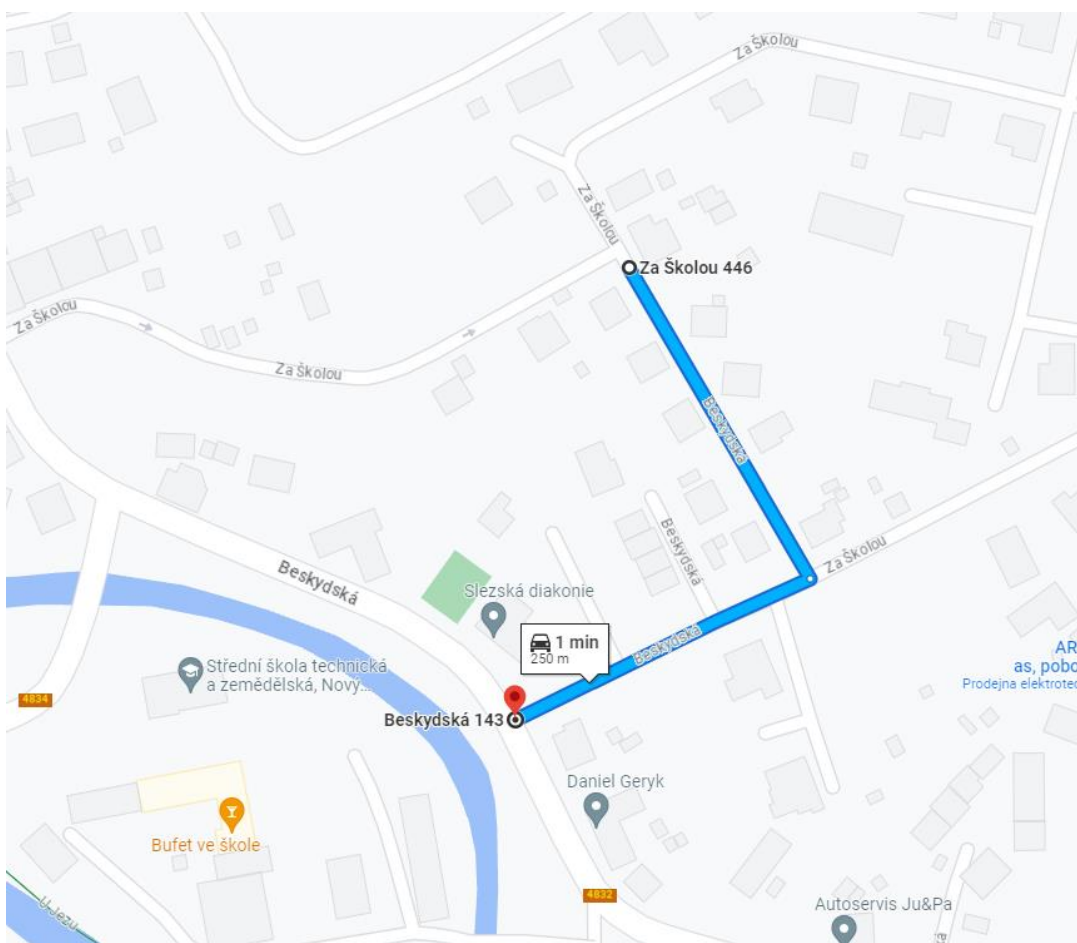 Za Školou
Za Školou
Za Školou 446
Za Školou
Za Školou
Beskydská
Beskydská
Za Školou
Beskydská
Slezská diakonie
1 min
250 m
Beskydská
Střední škola technická
a zemědělská, Nový...
AR
as, pobo
Prodejna elektrotec
4834
Beskydská 143
Daniel Geryk
Bufet ve škole
4832
U Jezu
Autoservis Ju&Pa